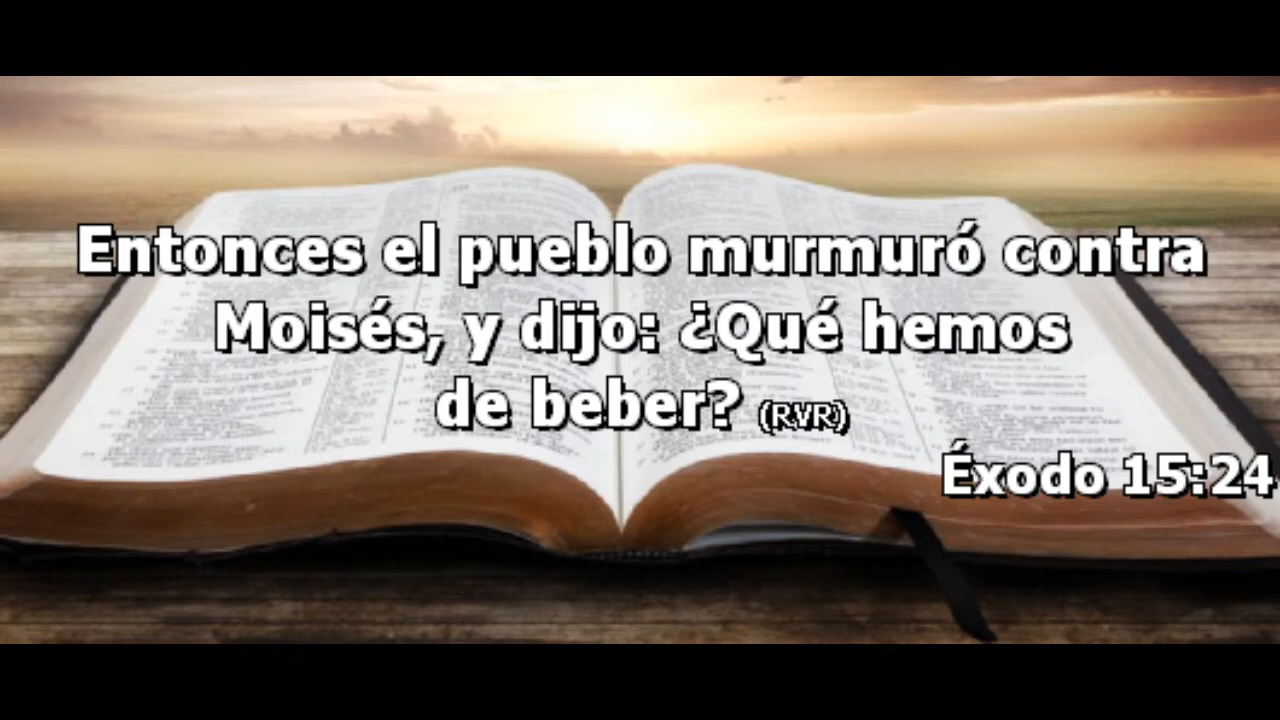 Entonces el pueblo murmuró contra
Moisés, y dijo: ¿Qué hemos
de beber? (RVR)
Éxodo 15:24